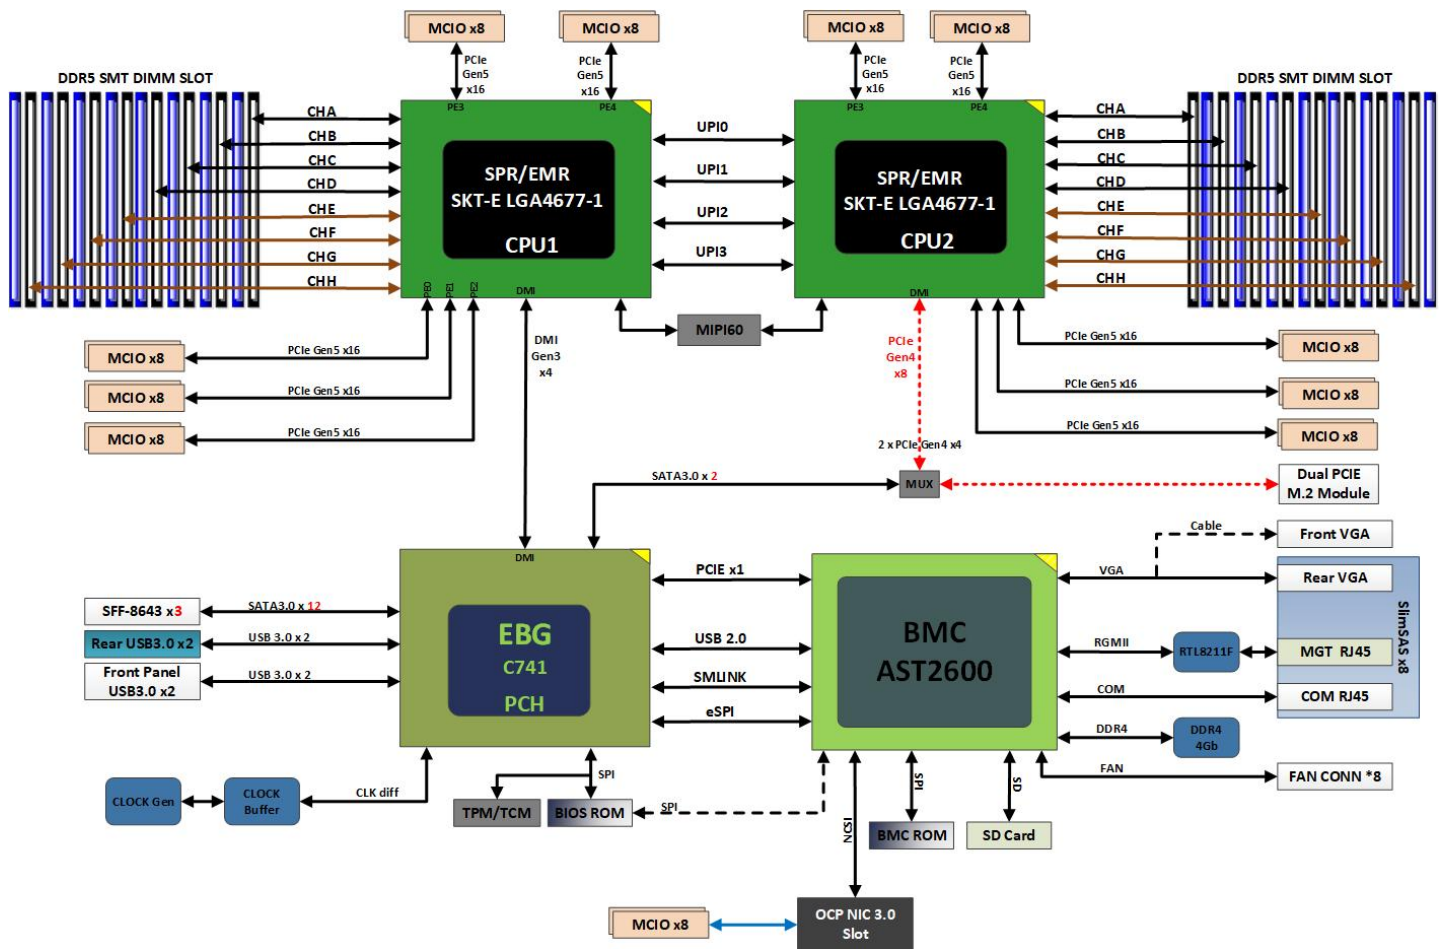 MCIO x8
MCIO x8
MCIO x8
MCIO x8
PCIe
Gen5
x16
PCIe
Gen5
x16
PCIe
Gen5
x16
PCIe
Gen5
x16
DDR5 SMT DIMM SLOT
DDR5 SMT DIMM SLOT
PE3
PE4
PE3
PE4
CHA
CHB
CHC
CHD
CHE
CHF
CHG
CHH
SPR/EMR
SKT-E LGA4677-1
CPU1
UPI0
UPI1
UPI2
UPI3
SPR/EMR
SKT-E LGA4677-1
CPU2
CHA
CHB
CHC
CHD
CHE
CHF
CHG
CHH
PE0
PE1
PE2
DMI
DMI
MIPI60
DMI
Gen3
x4
PCIe
Gen4
x8
MCIO x8
PCIe Gen5 x16
MCIO x8
PCIe Gen5 x16
MCIO x8
PCIe Gen5 x16
PCIe Gen5 x16
MCIO x8
PCIe Gen5 x16
MCIO x8
PCIe Gen5 x16
MCIO x8
2 x PCIe Gen4 x4
SATA3.0 x 2
MUX
Dual PCIE
M.2 Module
Cable
Front VGA
DMI
EBG
C741
PCH
PCIE x1
USB 2.0
SMLINK
eSPI
BMC
AST2600
VGA
Rear VGA
SlimSAS x8
RGMII
RTL8211F
MGT RJ45
COM
COM RJ45
DDR4
DDR4
4Gb
FAN
FAN CONN *8
SFF-8643 x3
SATA3.0 x 12
Rear USB3.0 x2
USB 3.0 x 2
Front Panel
USB3.0 x2
USB 3.0 x 2
CLOCK Gen
CLOCK
Buffer
CLK diff
SPI
TPM/TCM
BIOS ROM
SPI
NCSI
SPI
SD
BMC ROM
SD Card
MCIO x8
OCP NIC 3.0
Slot